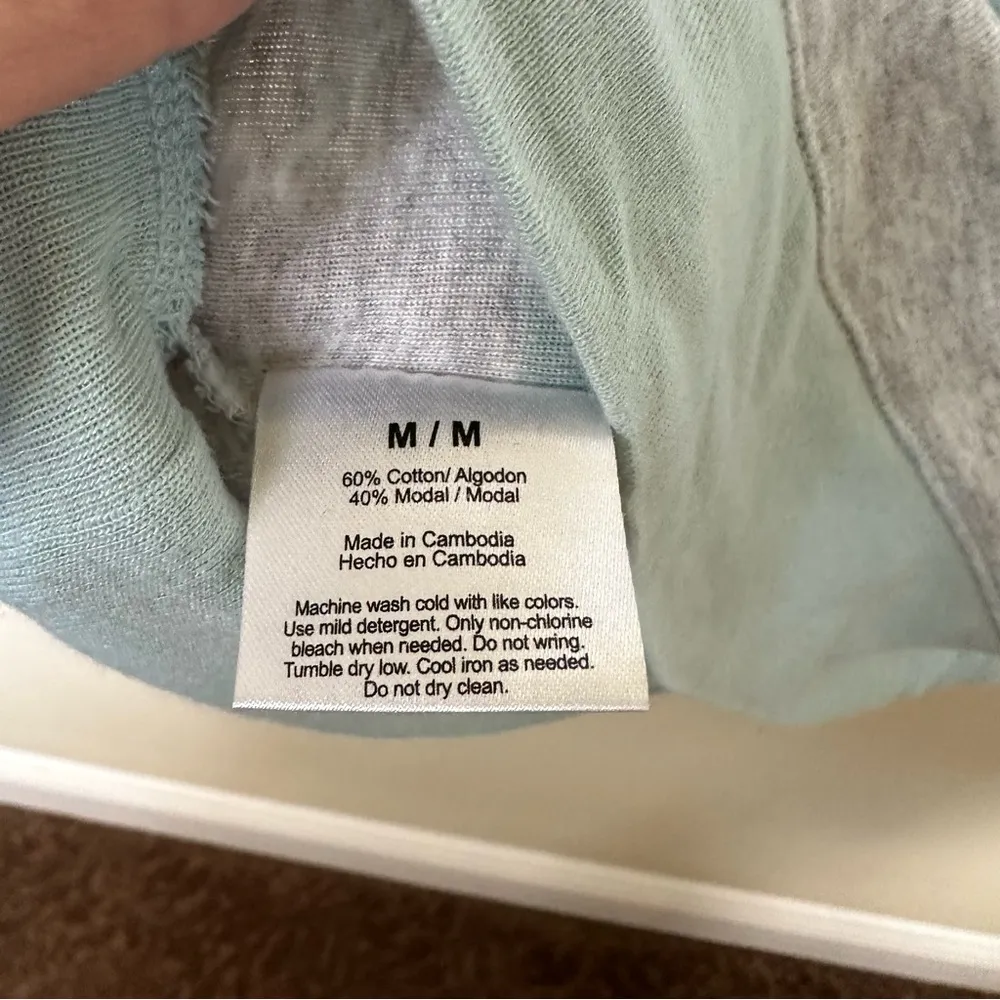 M / M
60% Cotton/ Algodon
40% Modal / Modal
Made in Cambodia
Hecho en Cambodia
Machine wash cold with like colors.
Use mild detergent. Only non-chlorine
bleach when needed. Do not wring.
Tumble dry low. Cool iron as needed.
Do not dry clean.